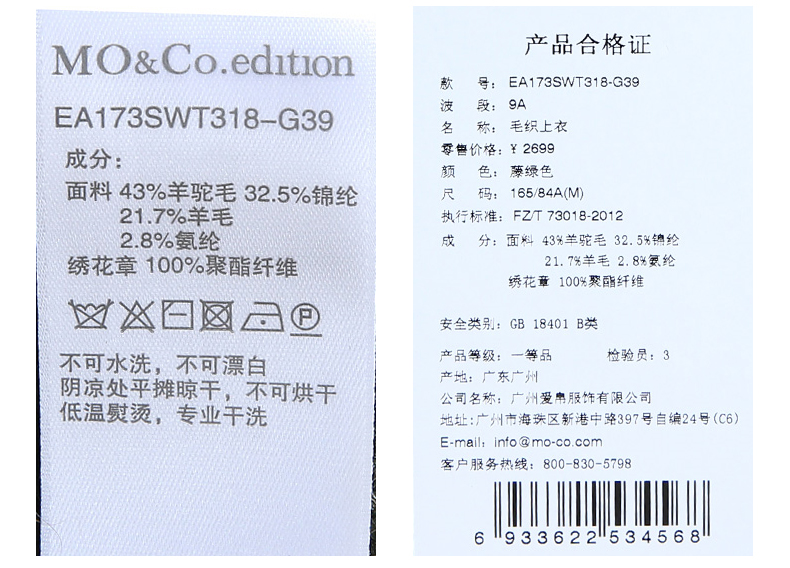 MO&Co.edition
EA173SWT318-G39
成分:
面料 43%羊驼毛 32.5%锦纶
21.7%羊毛
2.8%氨纶
绣花章 100%聚酯纤维
P
不可水洗，不可漂白
阴凉处平摊晾干，不可烘干
低温熨烫，专业干洗
产品合格证
款 号: EA173SWT318-G39
波 段: 9A
名 称: 毛织上衣
零售价格: ¥ 2699
颜 色: 藤绿色
尺 码: 165/84A(M)
执行标准: FZ/T 73018-2012
成 分: 面料 43%羊驼毛 32.5%锦纶
21.7%羊毛 2.8%氨纶
绣花章 100%聚酯纤维
安全类别: GB 18401 B类
产品等级: 一等品 检验员: 3
产地: 广东广州
公司名称: 广州爱帛服饰有限公司
地址:广州市海珠区新港中路397号自编24号(C6)
E-mail: info@mo-co.com
客户服务热线: 800-830-5798
6 933622 534568